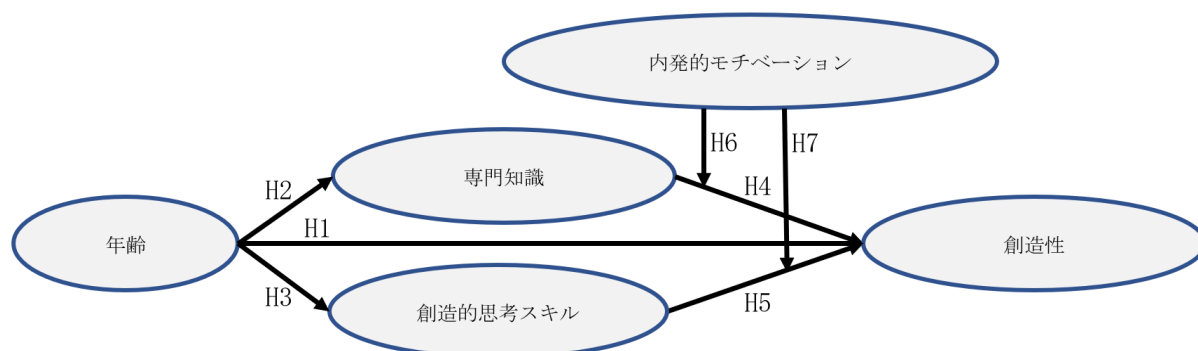 内発的モチベーション
H6
H7
専門知識
H2
H4
年齢
H1
創造性
H3
創造的思考スキル
H5